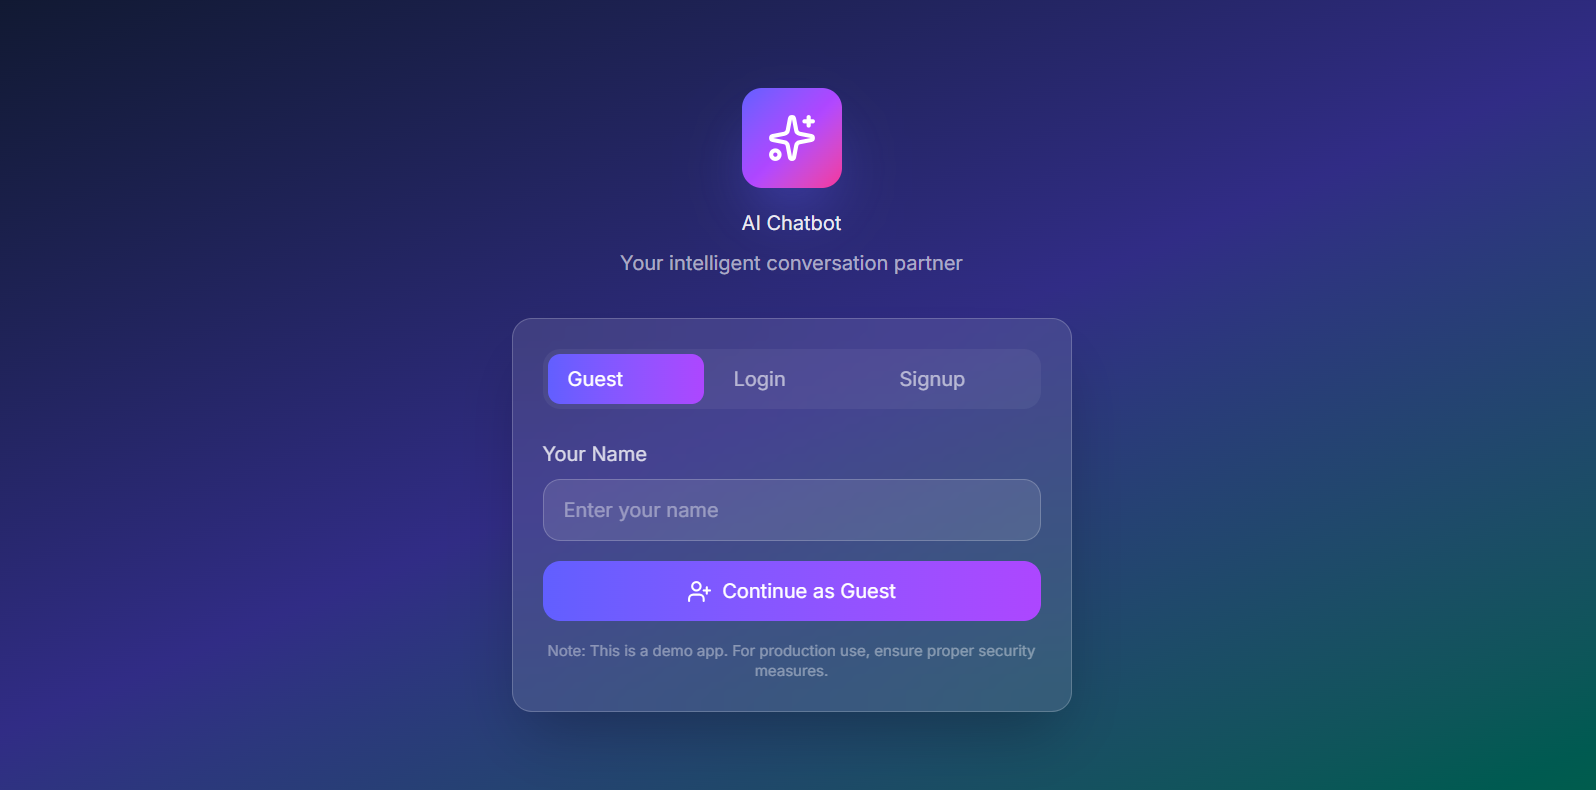 AI Chatbot
Your intelligent conversation partner
Guest
Login
Signup
Your Name
Enter your name
Continue as Guest
Note: This is a demo app. For production use, ensure proper security
measures.